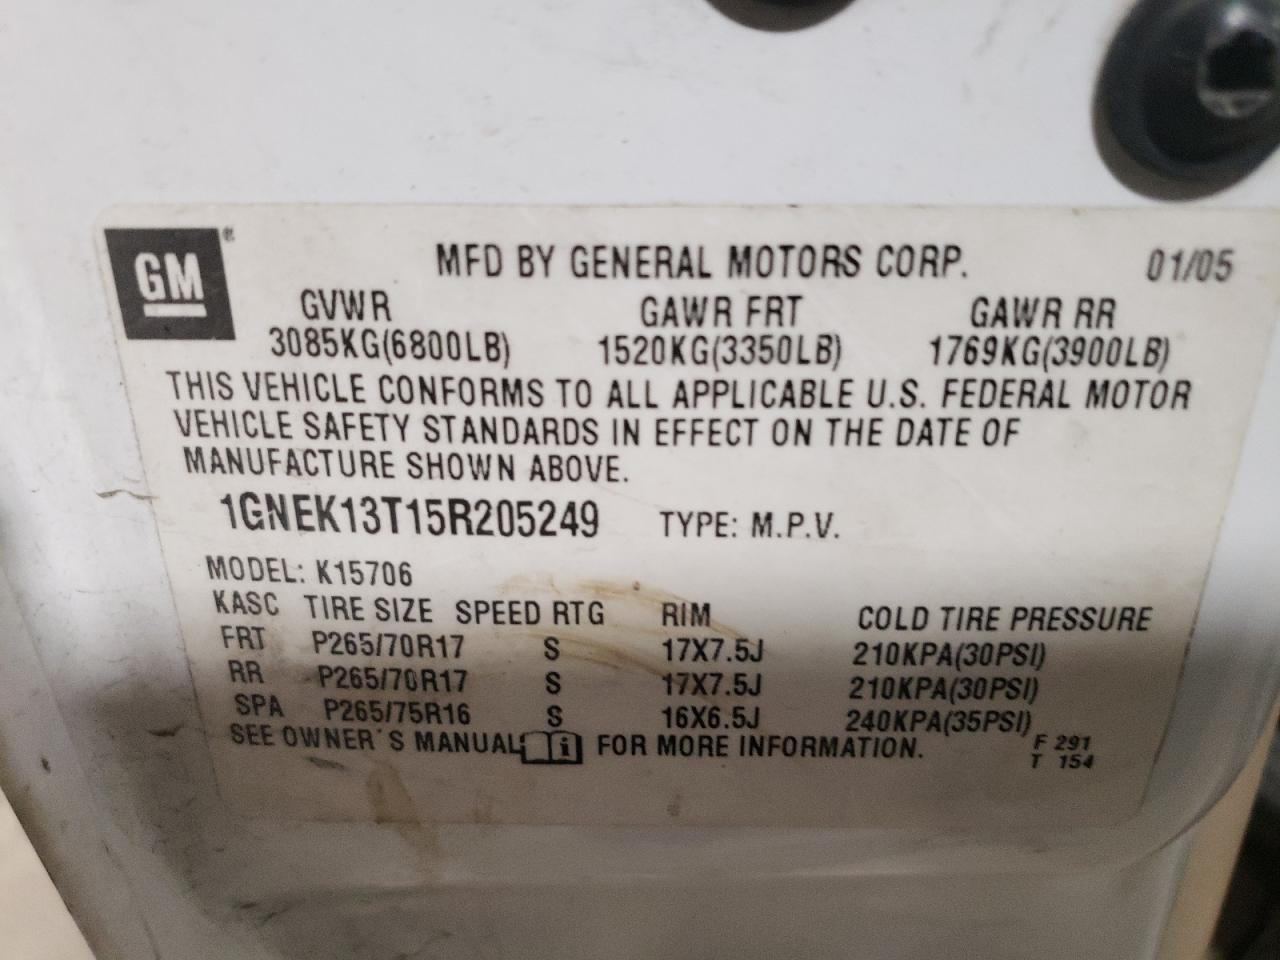 GM ®
MFD BY GENERAL MOTORS CORP. 01/05
GVWR GAWR FRT GAWR RR
3085KG(6800LB) 1520KG(3350LB) 1769KG(3900LB)
THIS VEHICLE CONFORMS TO ALL APPLICABLE U.S. FEDERAL MOTOR
VEHICLE SAFETY STANDARDS IN EFFECT ON THE DATE OF
MANUFACTURE SHOWN ABOVE.
1GNEK13T15R205249 TYPE: M.P.V.
MODEL: K15706
KASC TIRE SIZE SPEED RTG RIM COLD TIRE PRESSURE
FRT P265/70R17 S 17X7.5J 210KPA(30PSI)
RR P265/70R17 S 17X7.5J 210KPA(30PSI)
SPA P265/75R16 S 16X6.5J 240KPA(35PSI)
SEE OWNER'S MANUAL FOR MORE INFORMATION. F 291
T 154